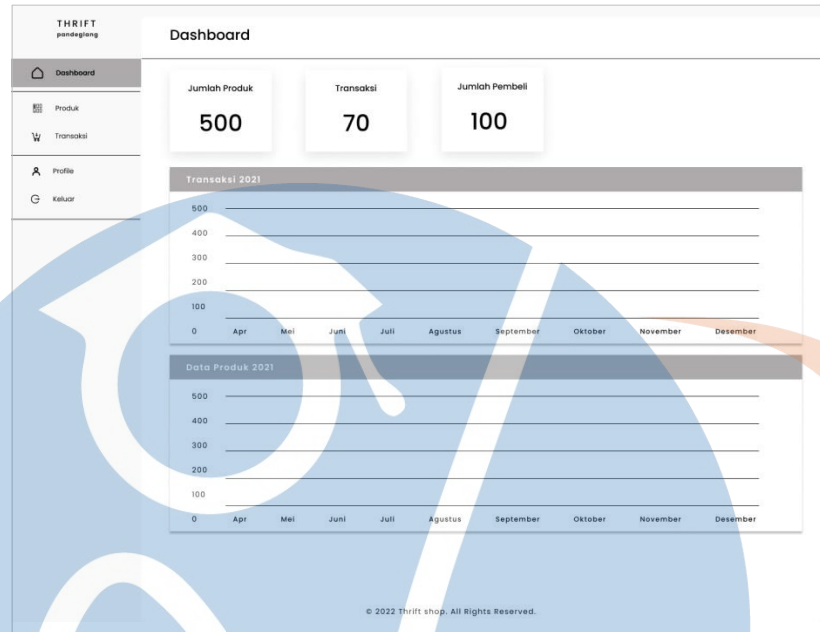 THRIFT
pandeglang
Dashboard
Dashboard
Produk
Transaksi
Profile
Keluar
Jumlah Produk
500
Transaksi
70
Jumlah Pembeli
100
Transaksi 2021
500
400
300
200
100
0 Apr Mei Juni Juli Agustus September Oktober November Desember
Data Produk 2021
500
400
300
200
100
0 Apr Mei Juni Juli Agustus September Oktober November Desember
© 2022 Thrift shop. All Rights Reserved.